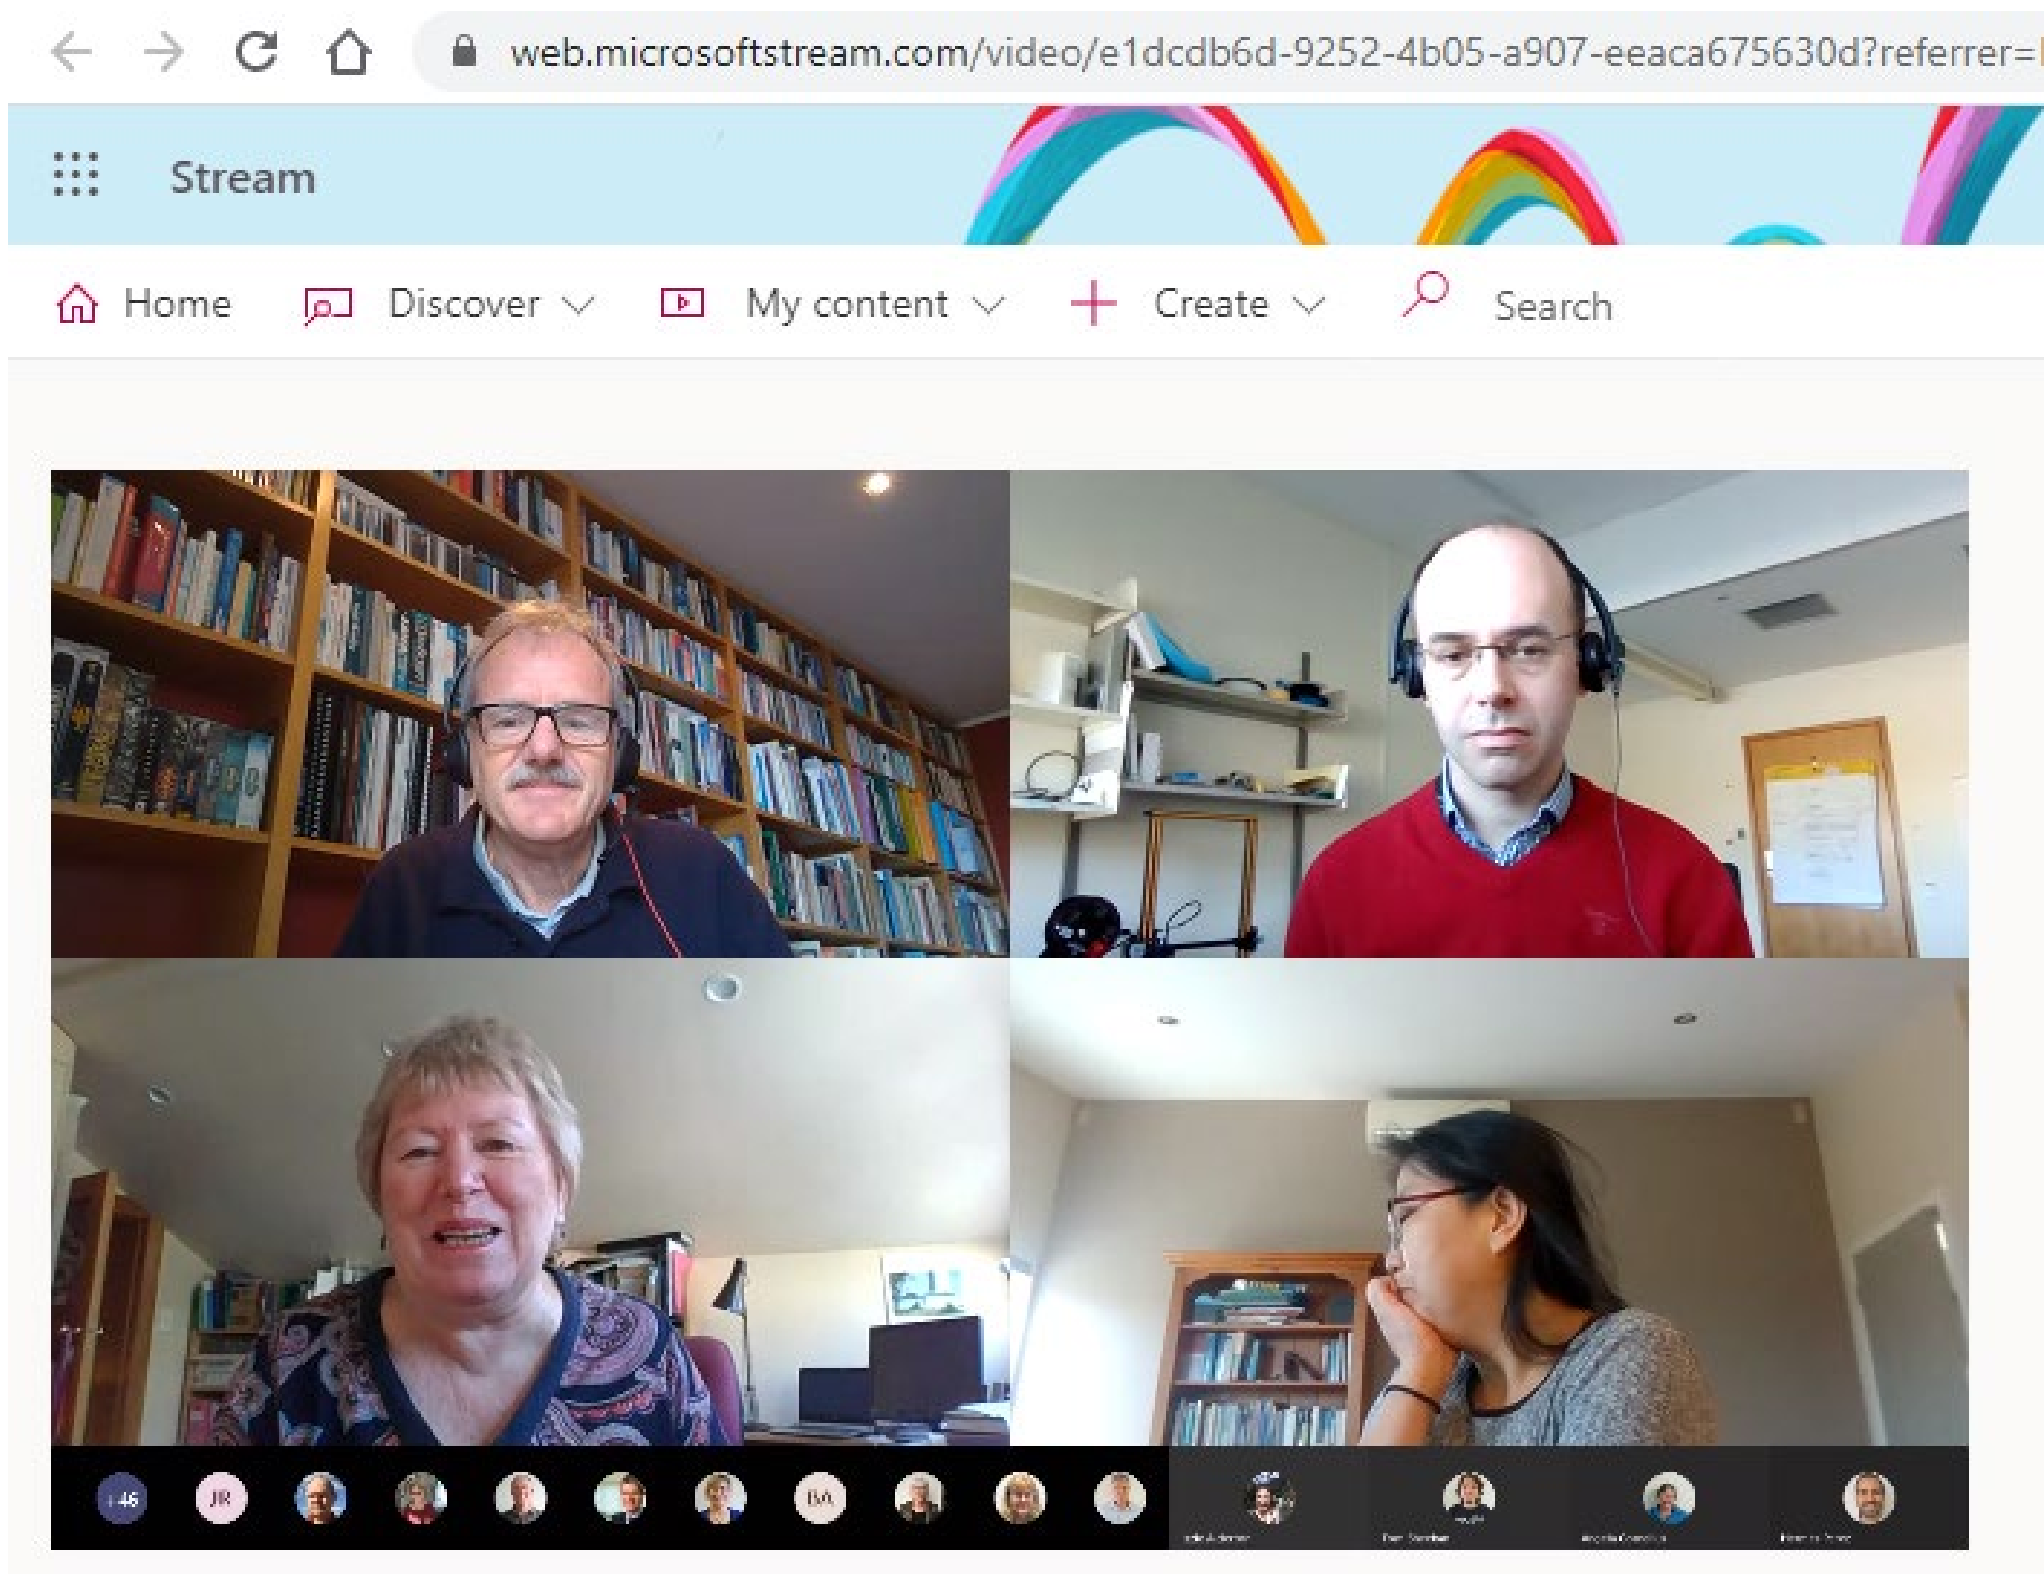 web.microsoftstream.com/video/e1dcdb6d-9252-4b05-a907-eeaca675630d?referrer=
Stream
Home Discover My content Create Search
+46 JR BA